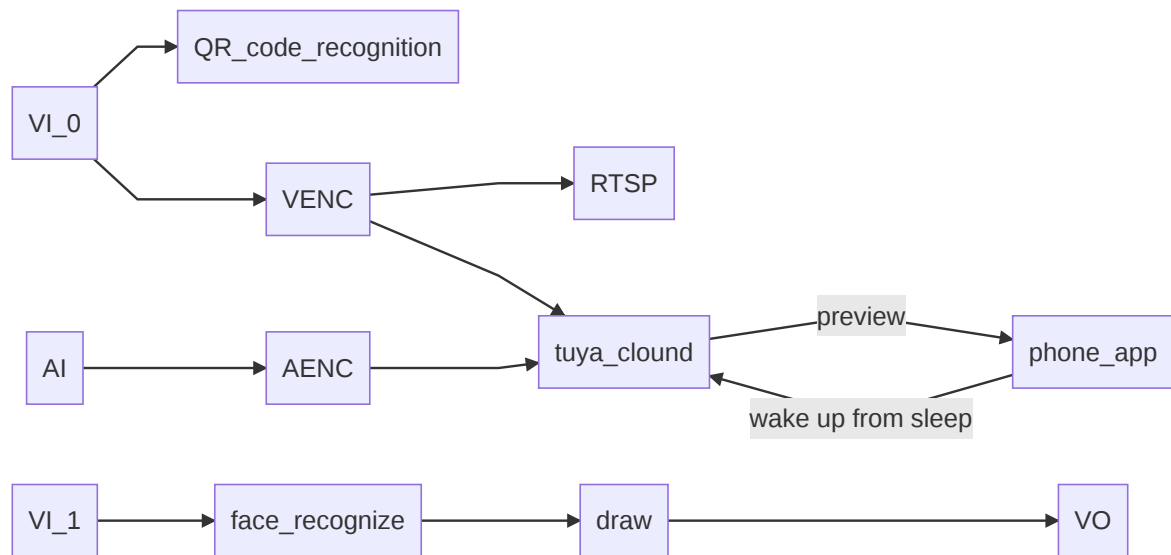 QR_code_recognition
VI_0
VENC
RTSP
preview
AI
AENC
tuya_clound
phone_app
wake up from sleep
VI_1
face_recognize
draw
VO